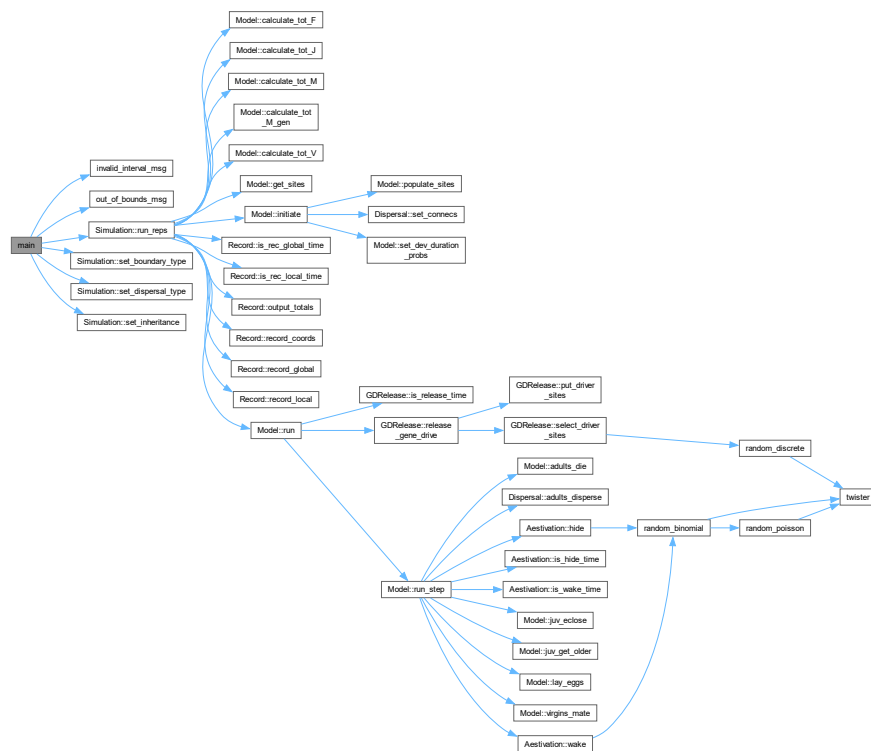 Model::calculate_tot_F
Model::calculate_tot_J
Model::calculate_tot_M
Model::calculate_tot
_M_gen
Model::calculate_tot_V
invalid_interval_msg
Model::get_sites
Model::populate_sites
out_of_bounds_msg
Model::initiate
Dispersal::set_connecs
Simulation::run_reps
main
Record::is_rec_global_time
Model::set_dev_duration
_probs
Simulation::set_boundary_type
Record::is_rec_local_time
Simulation::set_dispersal_type
Record::output_totals
Simulation::set_inheritance
Record::record_coords
Record::record_global
Record::record_local
GDRelease::is_release_time
GDRelease::put_driver
_sites
Model::run
GDRelease::release
_gene_drive
GDRelease::select_driver
_sites
random_discrete
Model::adults_die
Dispersal::adults_disperse
twister
Aestivation::hide
random_binomial
random_poisson
Aestivation::is_hide_time
Model::run_step
Aestivation::is_wake_time
Model::juv_eclose
Model::juv_get_older
Model::lay_eggs
Model::virgins_mate
Aestivation::wake